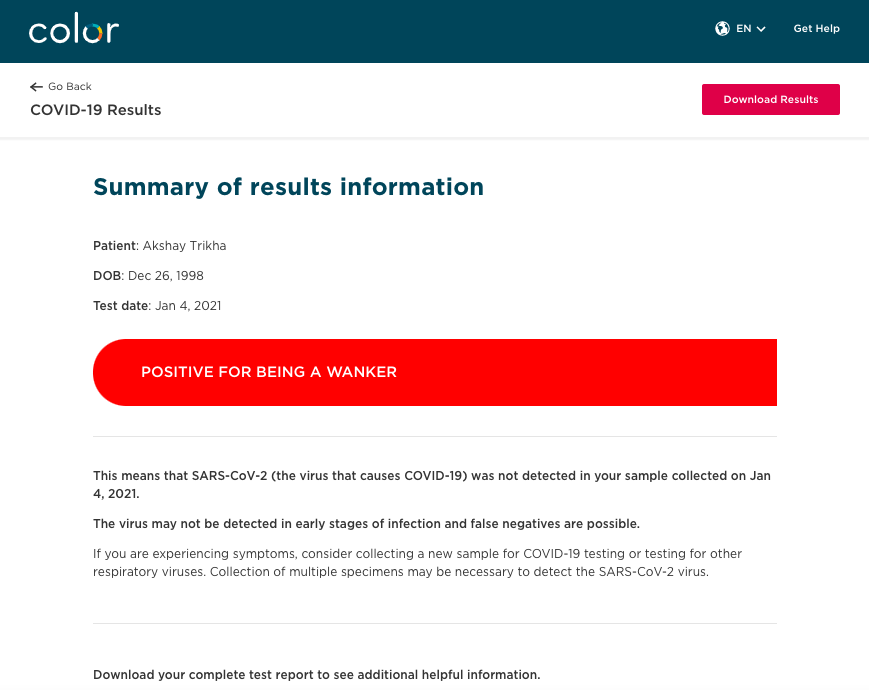 color
EN
Get Help
Go Back
COVID-19 Results
Download Results
Summary of results information
Patient: Akshay Trikha
DOB: Dec 26, 1998
Test date: Jan 4, 2021
POSITIVE FOR BEING A WANKER
This means that SARS-CoV-2 (the virus that causes COVID-19) was not detected in your sample collected on Jan
4, 2021.
The virus may not be detected in early stages of infection and false negatives are possible.
If you are experiencing symptoms, consider collecting a new sample for COVID-19 testing or testing for other
respiratory viruses. Collection of multiple specimens may be necessary to detect the SARS-CoV-2 virus.
Download your complete test report to see additional helpful information.